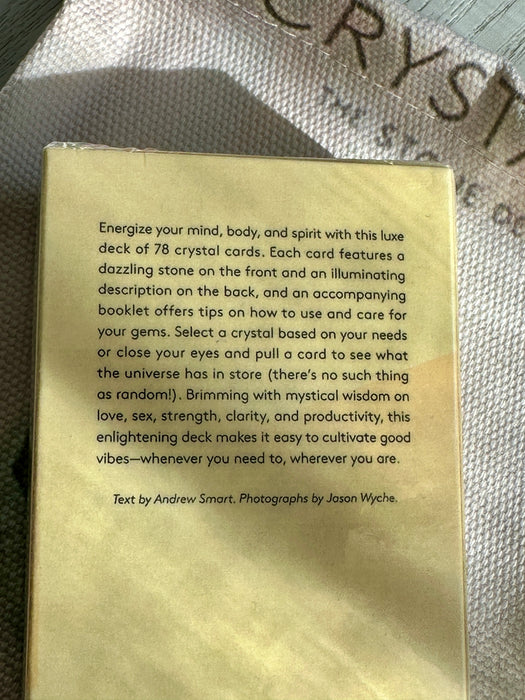 CRYSTA
THE STONE DE
Energize your mind, body, and spirit with this luxe
deck of 78 crystal cards. Each card features a
dazzling stone on the front and an illuminating
description on the back, and an accompanying
booklet offers tips on how to use and care for
your gems. Select a crystal based on your needs
or close your eyes and pull a card to see what
the universe has in store (there's no such thing
as random!). Brimming with mystical wisdom on
love, sex, strength, clarity, and productivity, this
enlightening deck makes it easy to cultivate good
vibes—whenever you need to, wherever you are.
Text by Andrew Smart. Photographs by Jason Wyche.